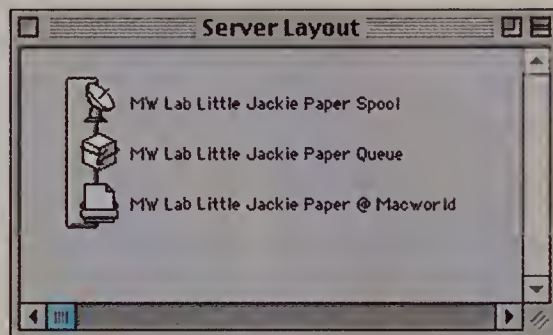 Server Layout
MW Lab Little Jackie Paper Spool
MW Lab Little Jackie Paper Queue
MW Lab Little Jackie Paper @ Macworld